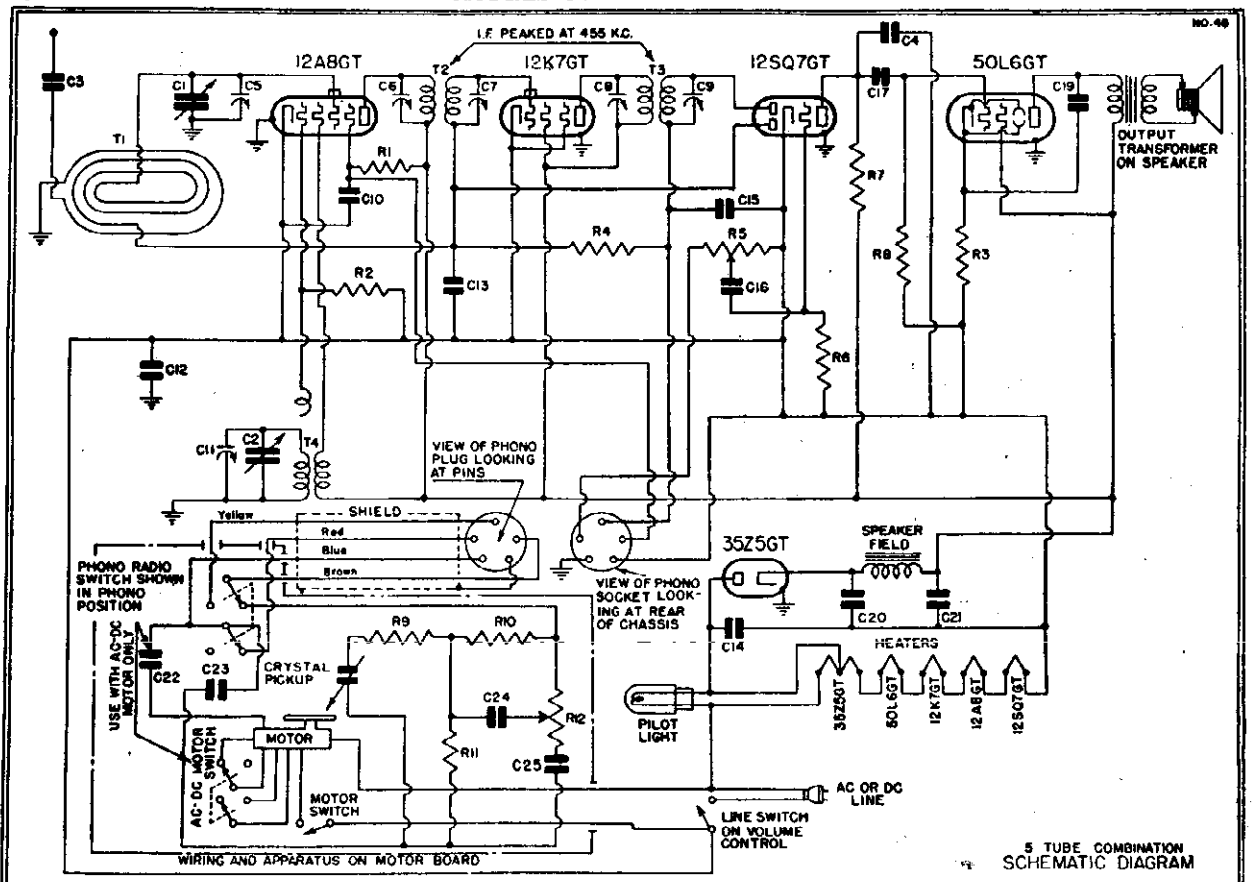 NO. 46
I.F. PEAKED AT 455 K.C.
12A8GT
T2
12K7GT
T3
12SQ7GT
C4
50L6GT
C3
C1
C5
C6
C7
C8
C9
C17
C19
OUTPUT
TRANSFORMER
ON SPEAKER
T1
R1
R7
C10
C15
R4
R5
R8
R3
R2
C13
C16
R6
C12
C11
C2
T4
VIEW OF PHONO
PLUG LOOKING
AT PINS
Yellow
SHIELD
Red
Blue
Brown
PHONO RADIO
SWITCH SHOWN
IN PHONO
POSITION
VIEW OF PHONO
SOCKET LOOK-
ING AT REAR
OF CHASSIS
35Z5GT
SPEAKER
FIELD
C20
C21
C14
HEATERS
35Z5GT
50L6GT
12K7GT
12A8GT
12SQ7GT
PILOT
LIGHT
USE WITH AC-DC
MOTOR ONLY
C22
C23
CRYSTAL
PICKUP
R9
R10
C24
R12
R11
C25
MOTOR
AC-DC MOTOR
SWITCH
MOTOR
SWITCH
AC OR DC
LINE
LINE SWITCH
ON VOLUME
CONTROL
WIRING AND APPARATUS ON MOTOR BOARD
5 TUBE COMBINATION
SCHEMATIC DIAGRAM